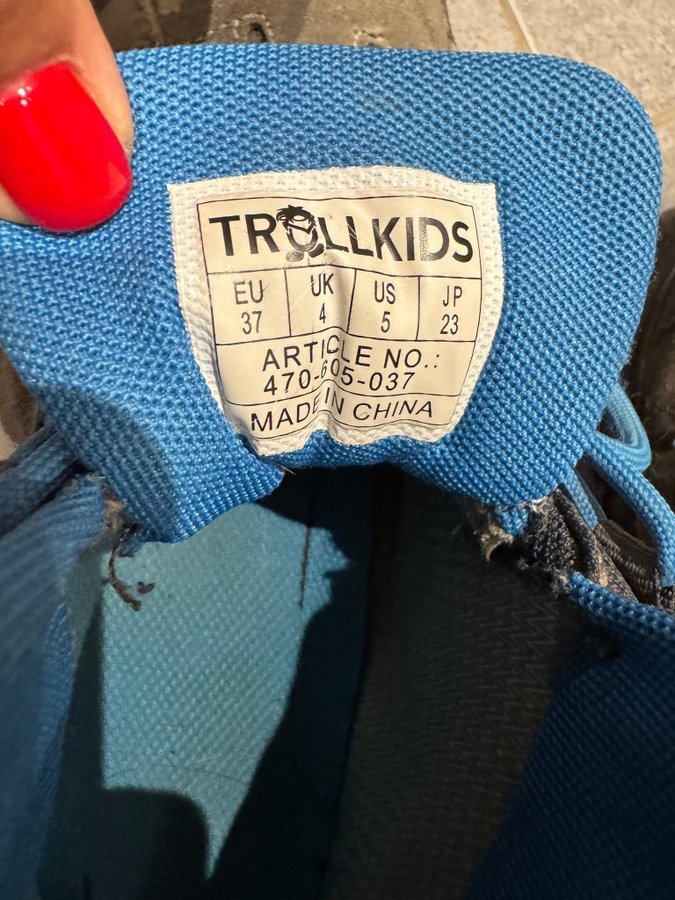 TROLLKIDS
EU UK US JP
37 4 5 23
ARTICLE NO.:
470-605-037
MADE IN CHINA